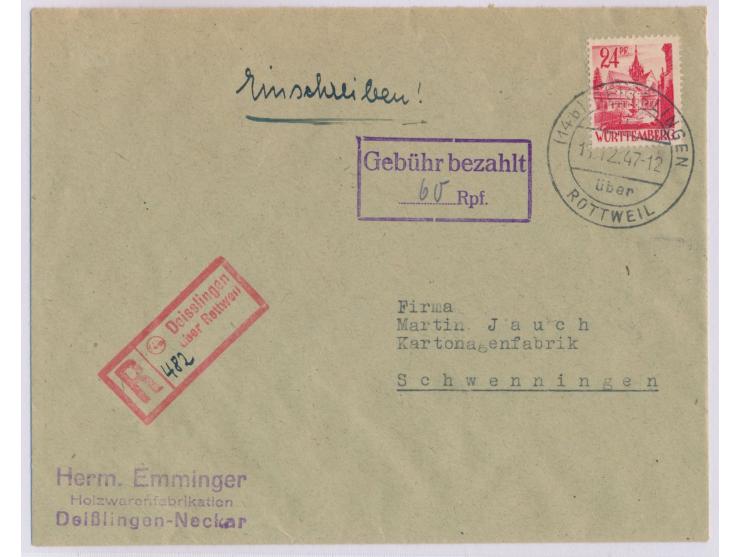 Einschreiben!
24 PF
WÜRTTEMBERG
(14b) INGEN
12.47-12
über
ROTTWEIL
Gebühr bezahlt
60 Rpf.
R
Deisslingen
über Rottweil
482
Firma
Martin Jauch
Kartonagenfabrik
Schwenningen
Herm. Emminger
Holzwarenfabrikation
Deißlingen-Neckar